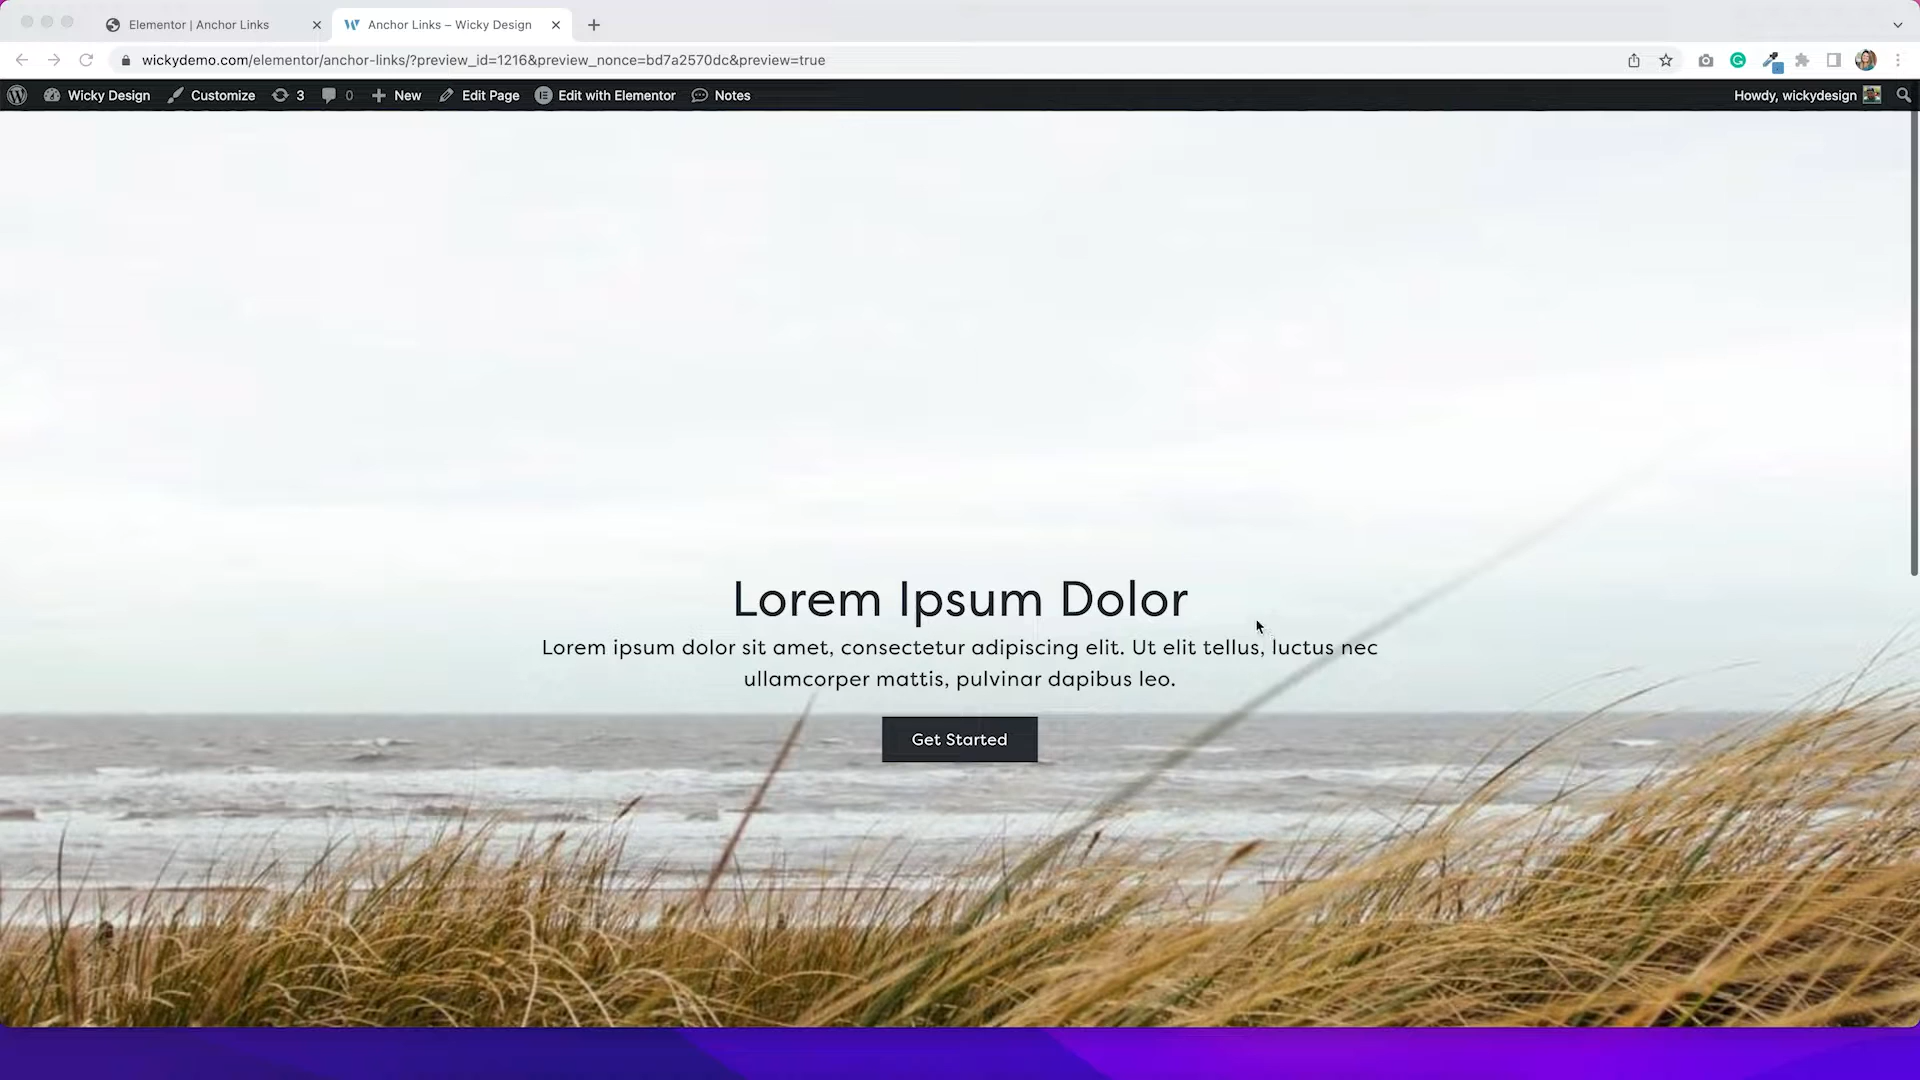 Elementor | Anchor Links
Anchor Links – Wicky Design
wickydemo.com/elementor/anchor-links/?preview_id=1216&preview_nonce=bd7a2570dc&preview=true
Wicky Design Customize 3 0 New Edit Page Edit with Elementor Notes Howdy, wickydesign
Lorem Ipsum Dolor
Lorem ipsum dolor sit amet, consectetur adipiscing elit. Ut elit tellus, luctus nec
ullamcorper mattis, pulvinar dapibus leo.
Get Started